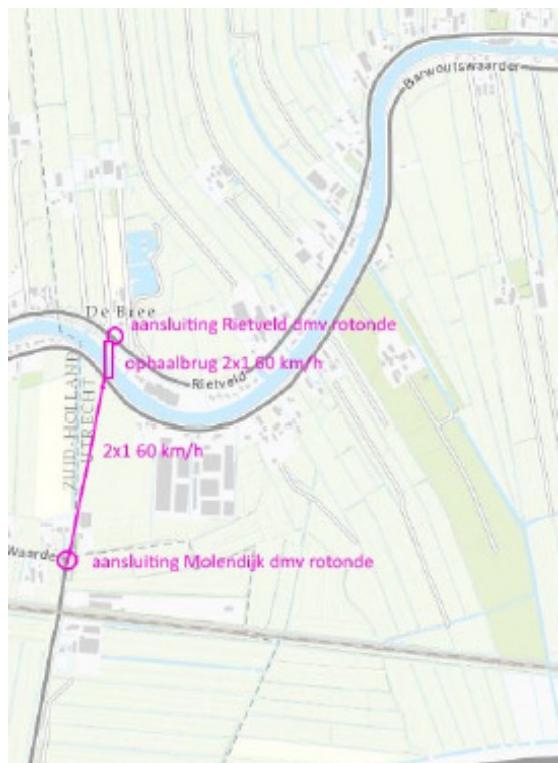 Barwoutswaarder
De Bree
aansluiting Rietveld dmv rotonde
ophaalbrug 2x1 60 km/h
Rietveld
ZUID-HOLLAND
UTRECHT
2x1 60 km/h
waarder
aansluiting Molendijk dmv rotonde